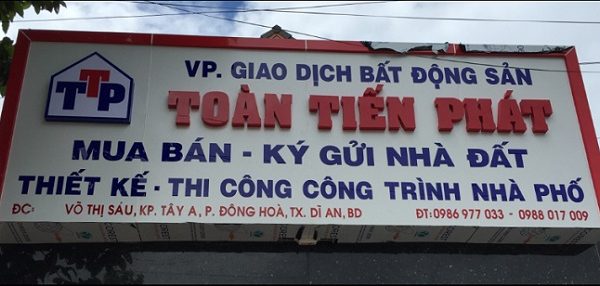 TTP
VP. GIAO DỊCH BẤT ĐỘNG SẢN
TOÀN TIẾN PHÁT
MUA BÁN - KÝ GỬI NHÀ ĐẤT
THIẾT KẾ - THI CÔNG CÔNG TRÌNH NHÀ PHỐ
ĐC: VÕ THỊ SÁU, KP. TÂY A, P. ĐÔNG HOÀ, TX. DĨ AN, BD ĐT: 0986 977 033 - 0988 017 009